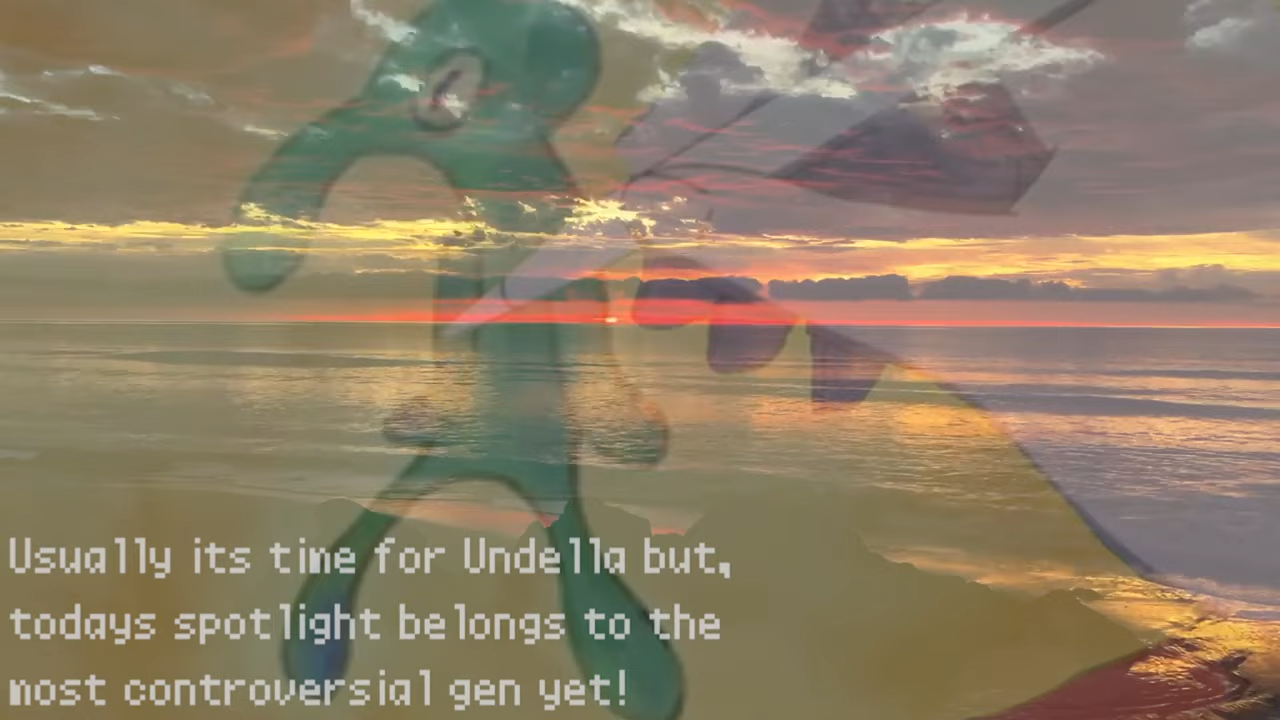 Usually its time for Undella but,
todays spotlight belongs to the
most controversial gen yet!